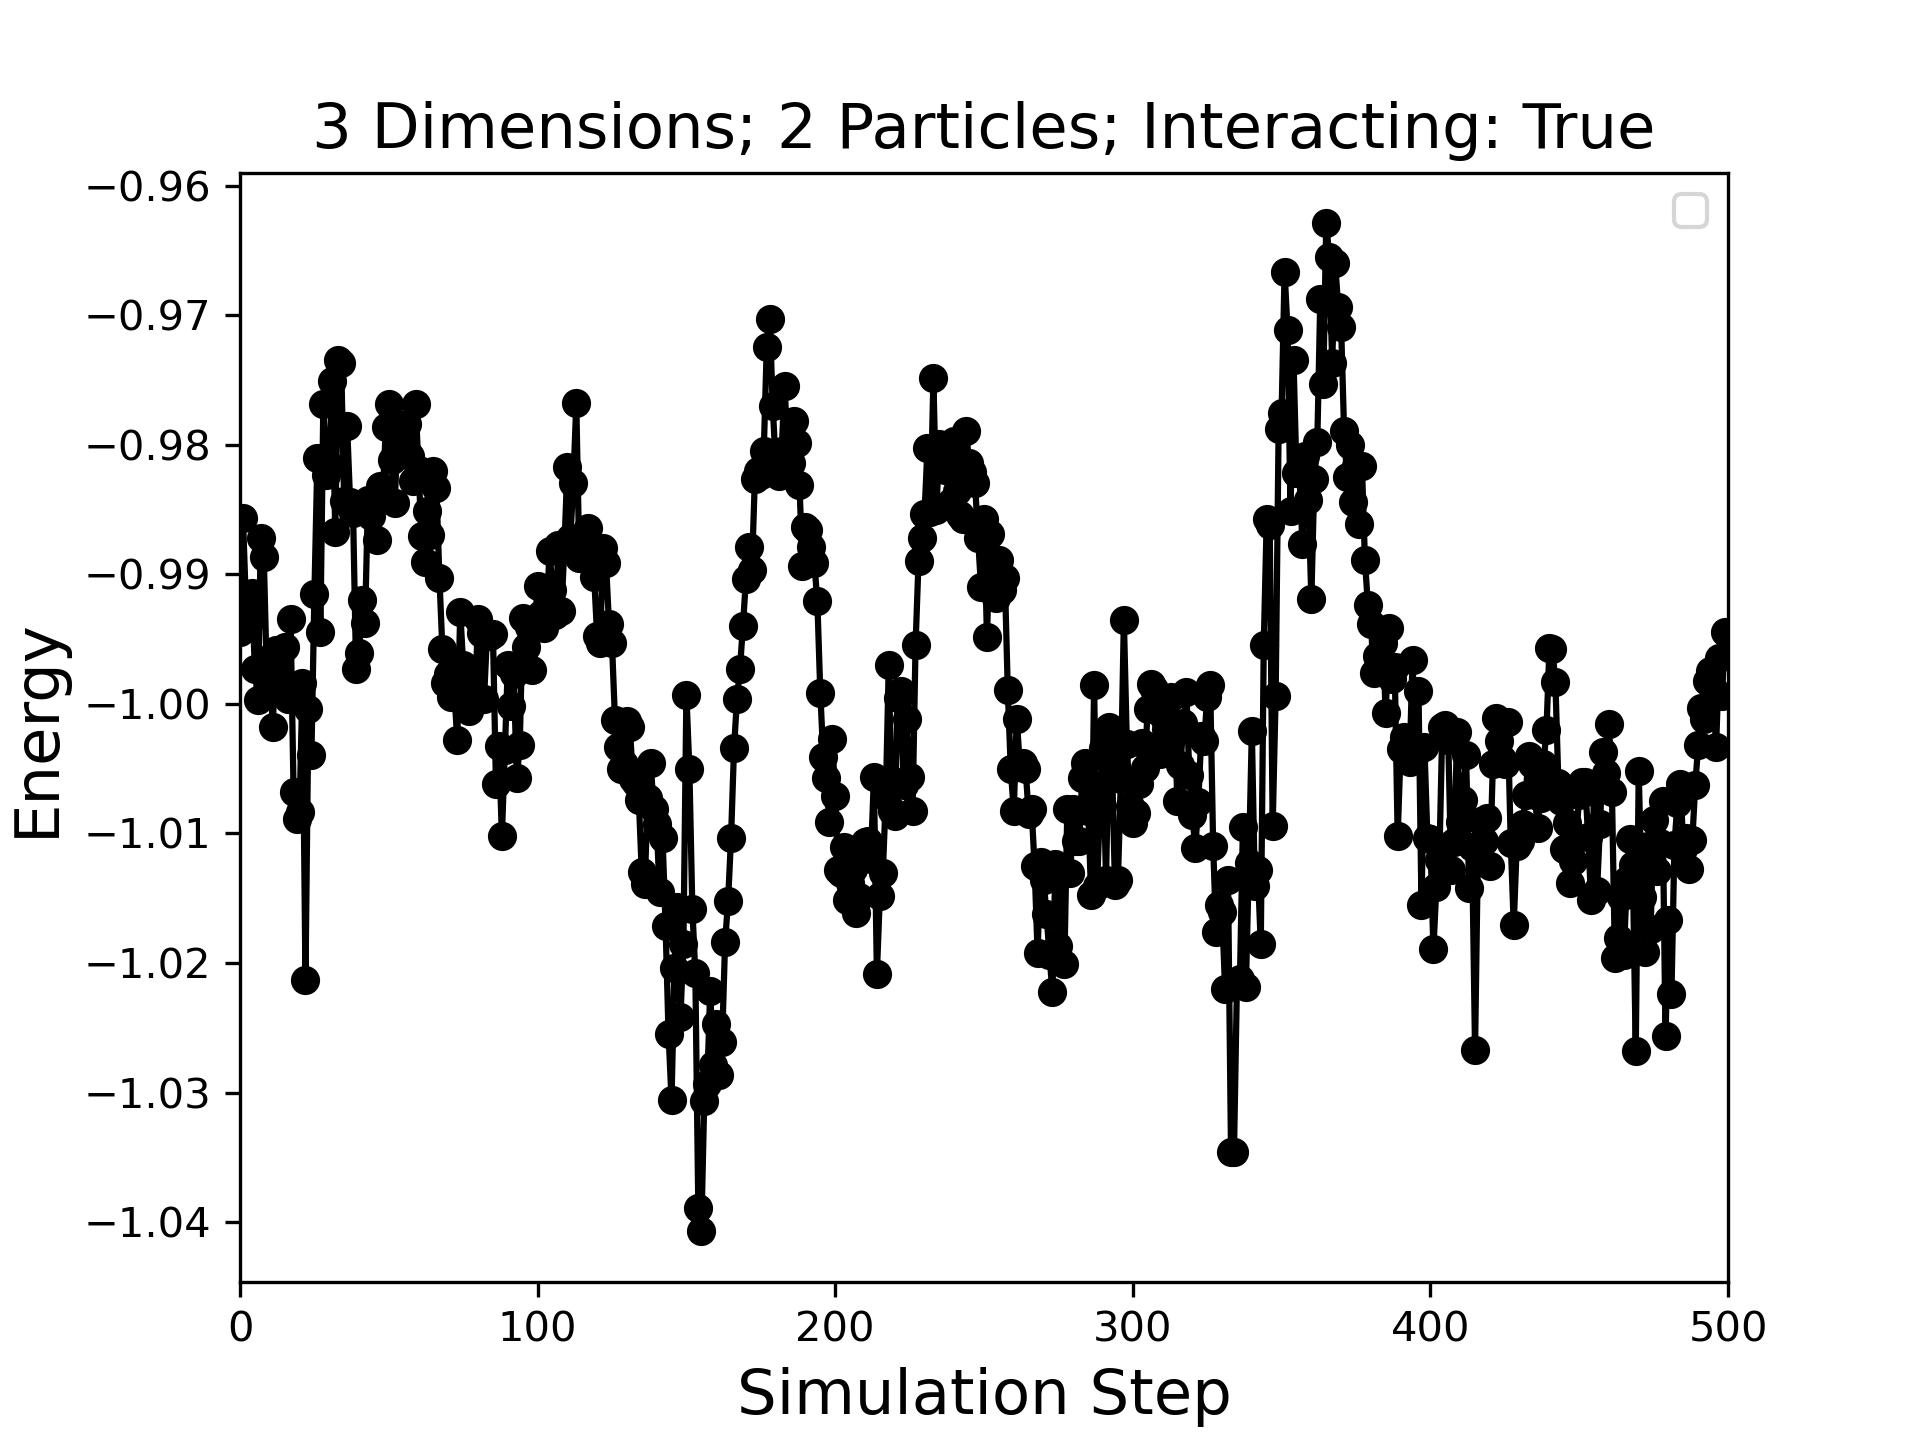 3 Dimensions; 2 Particles; Interacting: True
−0.96
−0.97
−0.98
−0.99
−1.00
−1.01
−1.02
−1.03
−1.04
Energy
0 100 200 300 400 500
Simulation Step